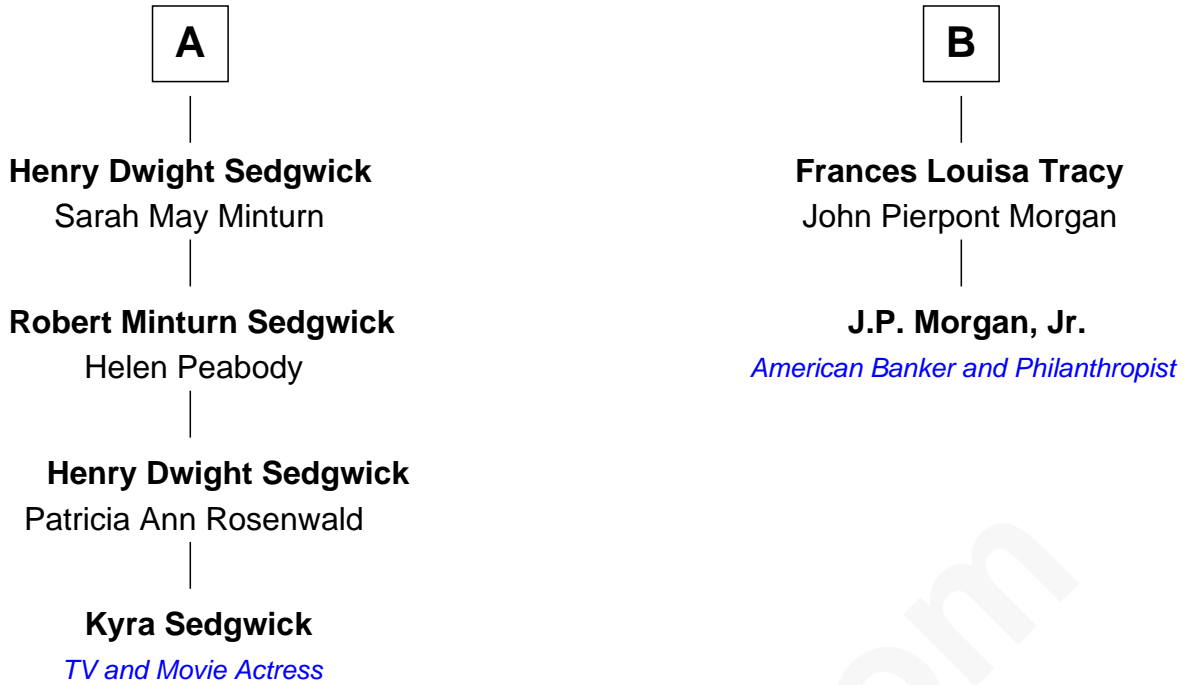 A
Henry Dwight Sedgwick
Sarah May Minturn
Robert Minturn Sedgwick
Helen Peabody
Henry Dwight Sedgwick
Patricia Ann Rosenwald
Kyra Sedgwick
TV and Movie Actress
B
Frances Louisa Tracy
John Pierpont Morgan
J.P. Morgan, Jr.
American Banker and Philanthropist